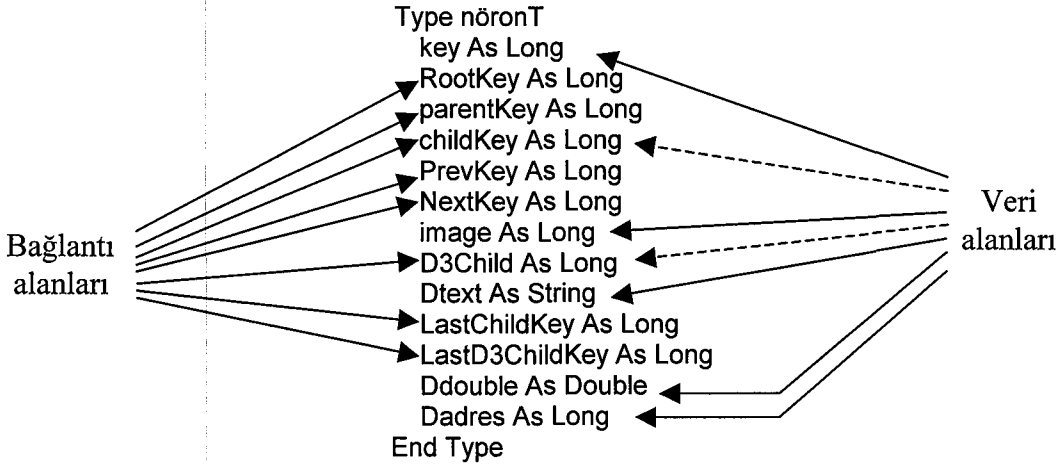 Type nöronT
key As Long
RootKey As Long
parentKey As Long
childKey As Long
PrevKey As Long
NextKey As Long
image As Long
D3Child As Long
Dtext As String
LastChildKey As Long
LastD3ChildKey As Long
Ddouble As Double
Dadres As Long
End Type
Bağlantı
alanları
Veri
alanları